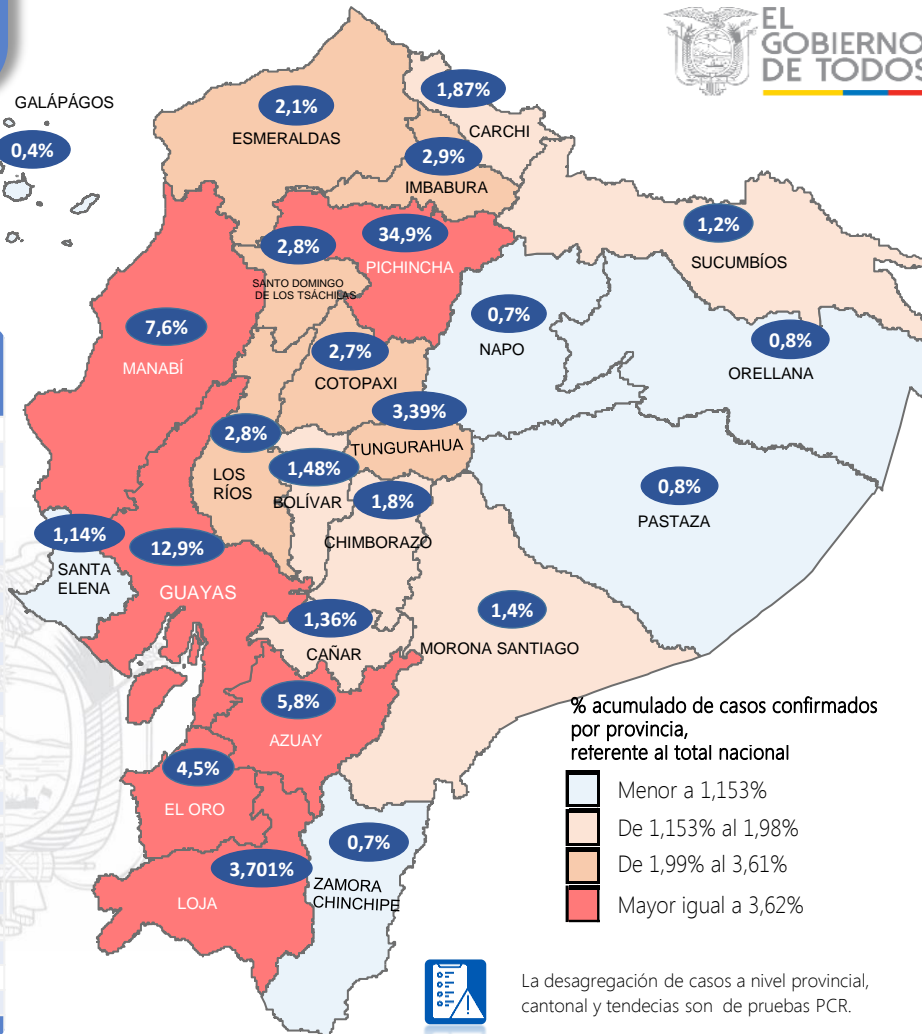 EL
GOBIERNO
DE TODOS
GALÁPÁGOS
0,4%
2,1%
ESMERALDAS
1,87%
CARCHI
2,9%
IMBABURA
1,2%
SUCUMBÍOS
34,9%
PICHINCHA
2,8%
SANTO DOMINGO
DE LOS TSÁCHILAS
7,6%
MANABÍ
0,7%
NAPO
0,8%
ORELLANA
2,7%
COTOPAXI
3,39%
TUNGURAHUA
2,8%
LOS
RÍOS
1,48%
BOLÍVAR
1,8%
CHIMBORAZO
0,8%
PASTAZA
1,14%
SANTA
ELENA
12,9%
GUAYAS
1,36%
CAÑAR
1,4%
MORONA SANTIAGO
5,8%
AZUAY
4,5%
EL ORO
3,701%
LOJA
0,7%
ZAMORA
CHINCHIPE
% acumulado de casos confirmados
por provincia,
referente al total nacional
Menor a 1,153%
De 1,153% al 1,98%
De 1,99% al 3,61%
Mayor igual a 3,62%
La desagregación de casos a nivel provincial,
cantonal y tendecias son de pruebas PCR.